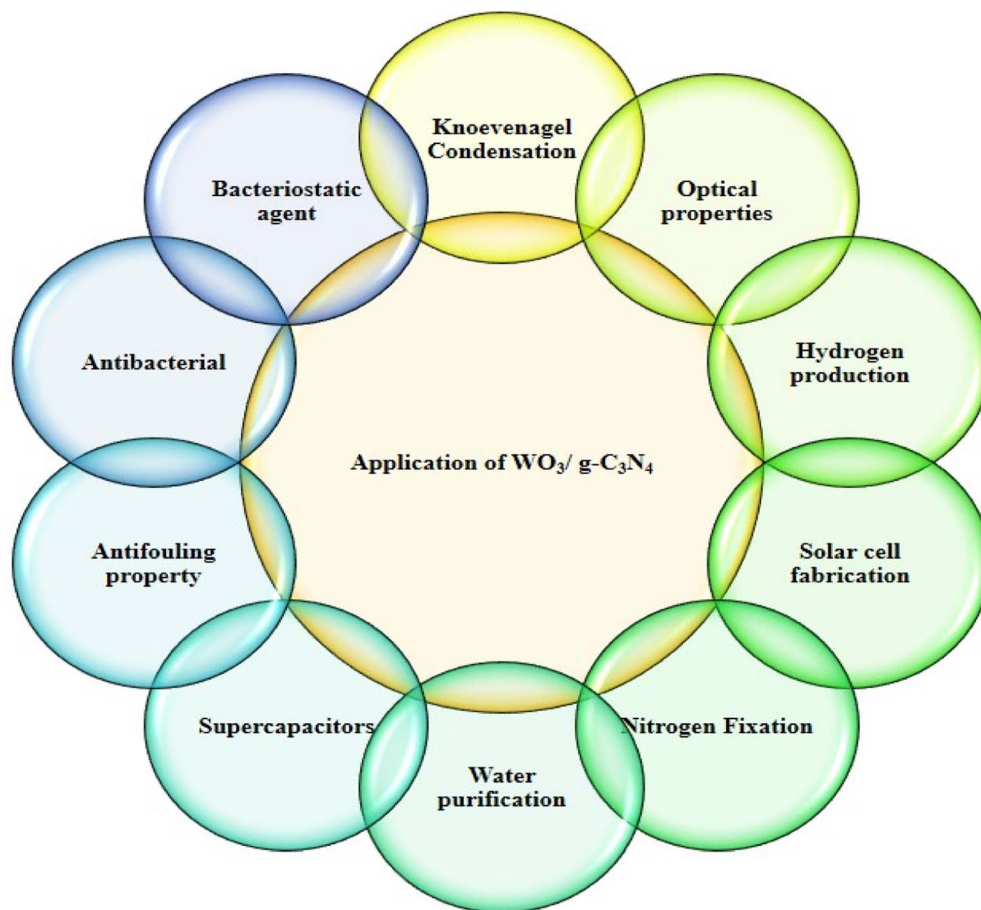 Knoevenagel
Condensation
Optical
properties
Hydrogen
production
Solar cell
fabrication
Nitrogen Fixation
Water
purification
Supercapacitors
Antifouling
property
Antibacterial
Bacteriostatic
agent
Application of WO₃/ g-C₃N₄